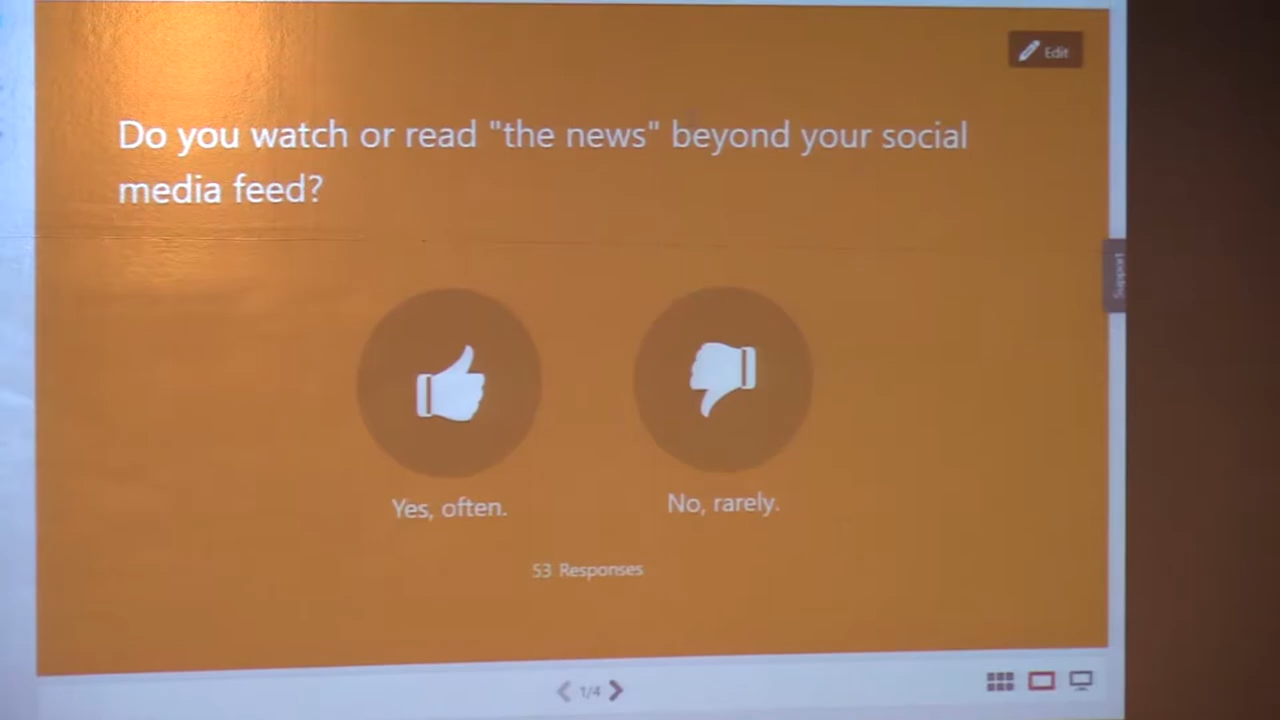 Edit
Do you watch or read "the news" beyond your social
media feed?
Support
Yes, often.
No, rarely.
53 Responses
1/4